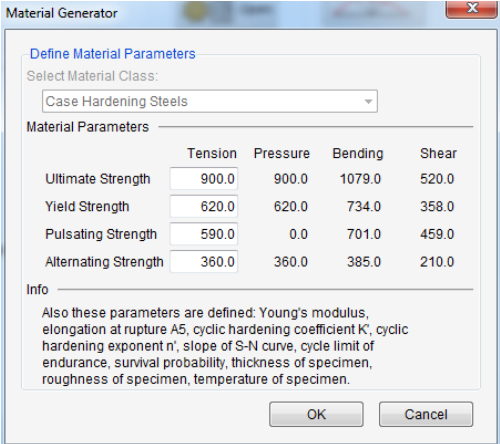 Material Generator
Open
Define Material Parameters
Select Material Class:
Case Hardening Steels
Material Parameters
Tension Pressure Bending Shear
Ultimate Strength 900.0 900.0 1079.0 520.0
Yield Strength 620.0 620.0 734.0 358.0
Pulsating Strength 590.0 0.0 701.0 459.0
Alternating Strength 360.0 360.0 385.0 210.0
Info
Also these parameters are defined: Young's modulus,
elongation at rupture A5, cyclic hardening coefficient K', cyclic
hardening exponent n', slope of S-N curve, cycle limit of
endurance, survival probability, thickness of specimen,
roughness of specimen, temperature of specimen.
OK Cancel